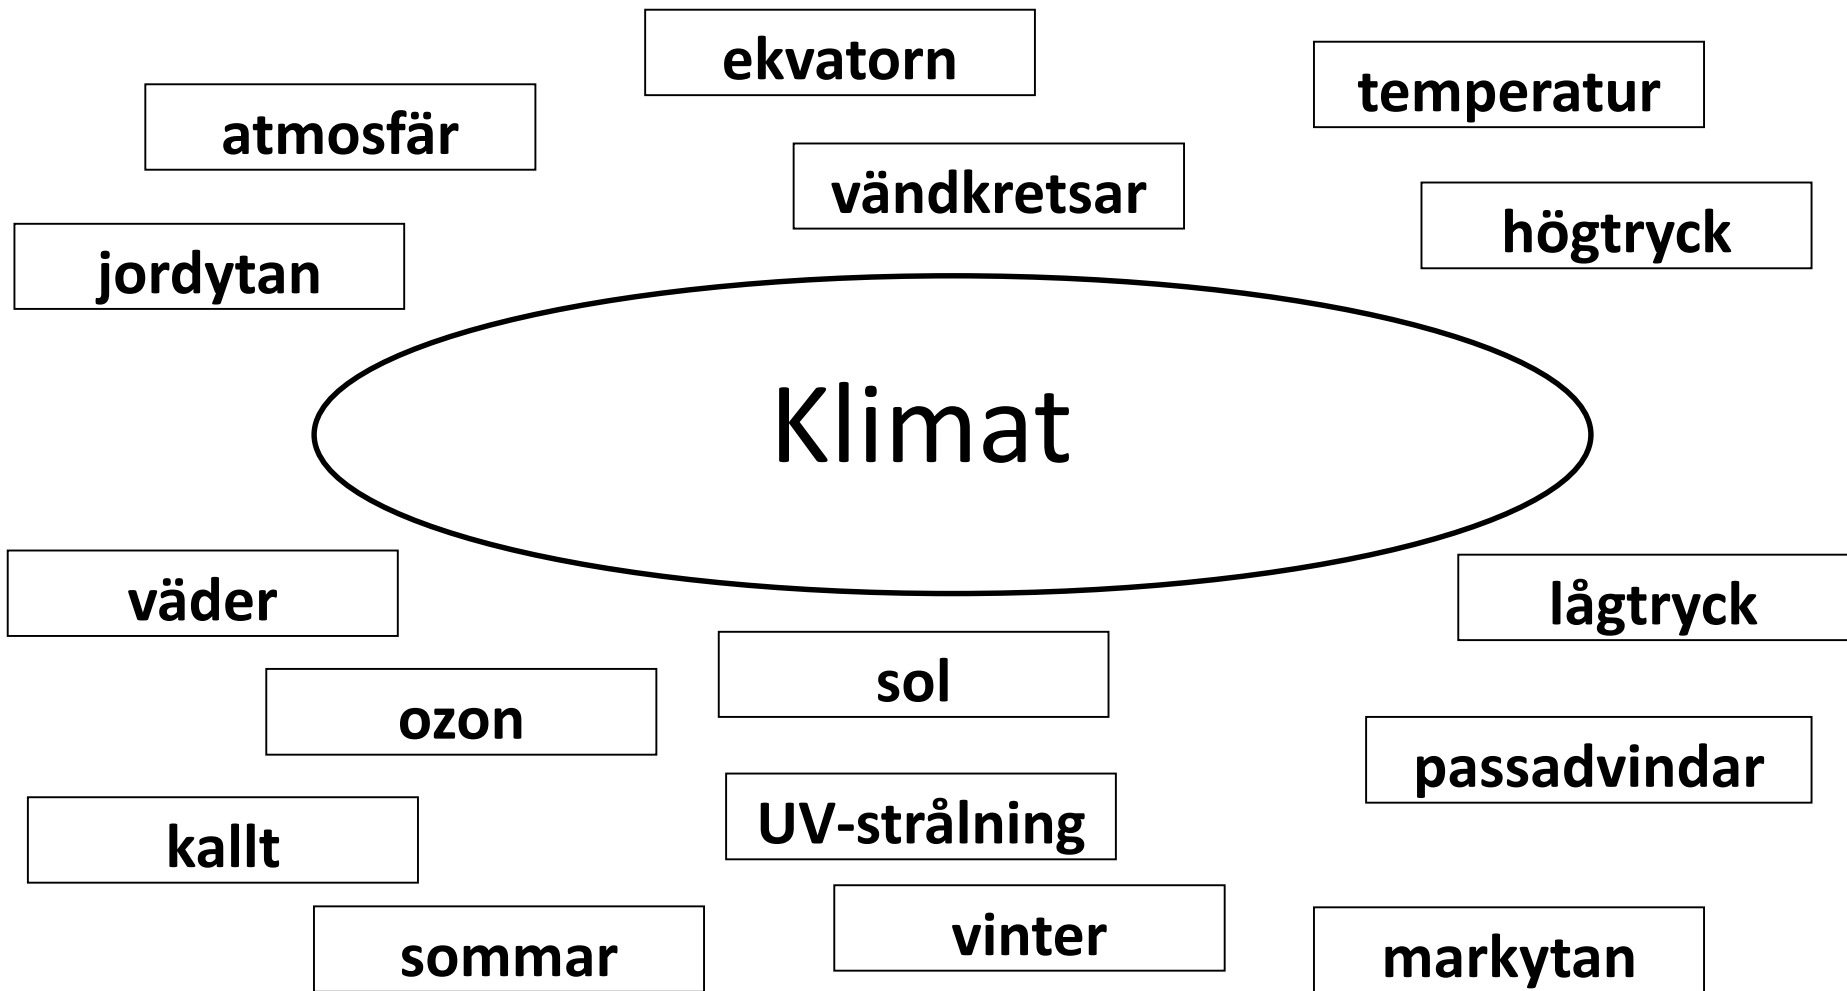 ekvatorn
temperatur
atmosfär
vändkretsar
högtryck
jordytan
Klimat
väder
lågtryck
sol
ozon
passadvindar
UV-strålning
kallt
vinter
sommar
markytan